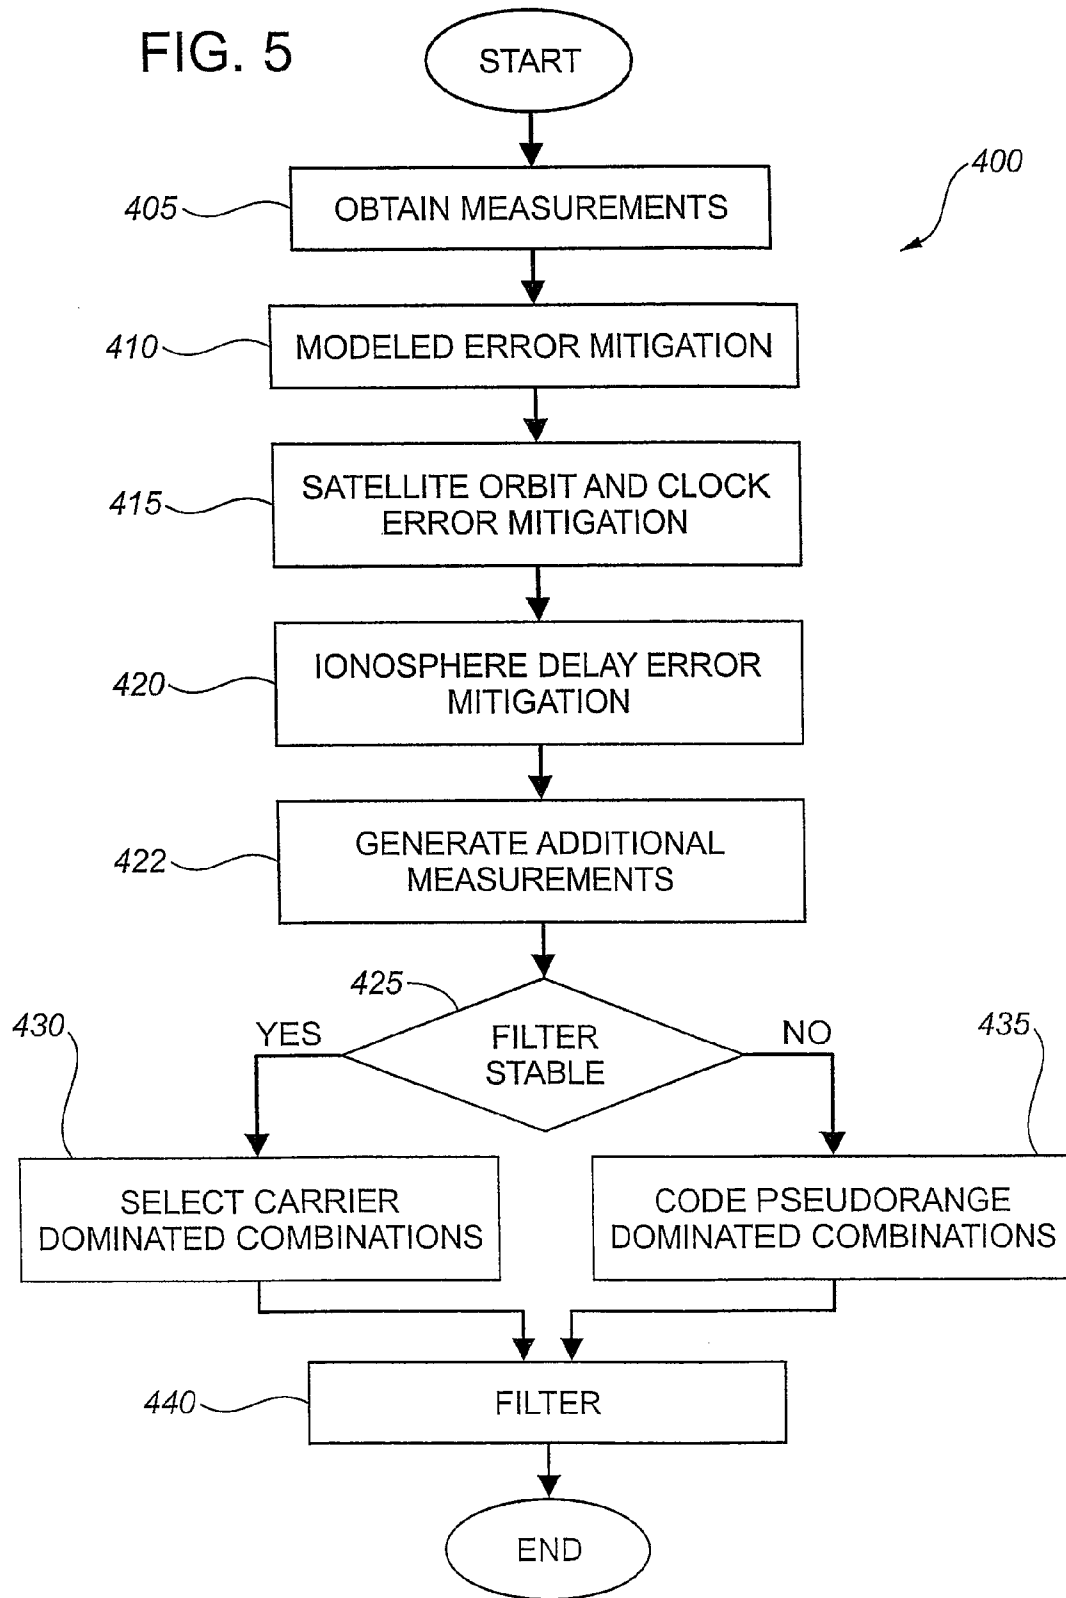 FIG. 5
START
400
405
OBTAIN MEASUREMENTS
410
MODELED ERROR MITIGATION
415
SATELLITE ORBIT AND CLOCK
ERROR MITIGATION
420
IONOSPHERE DELAY ERROR
MITIGATION
422
GENERATE ADDITIONAL
MEASUREMENTS
425
FILTER
STABLE
YES
NO
430
435
SELECT CARRIER
DOMINATED COMBINATIONS
CODE PSEUDORANGE
DOMINATED COMBINATIONS
440
FILTER
END